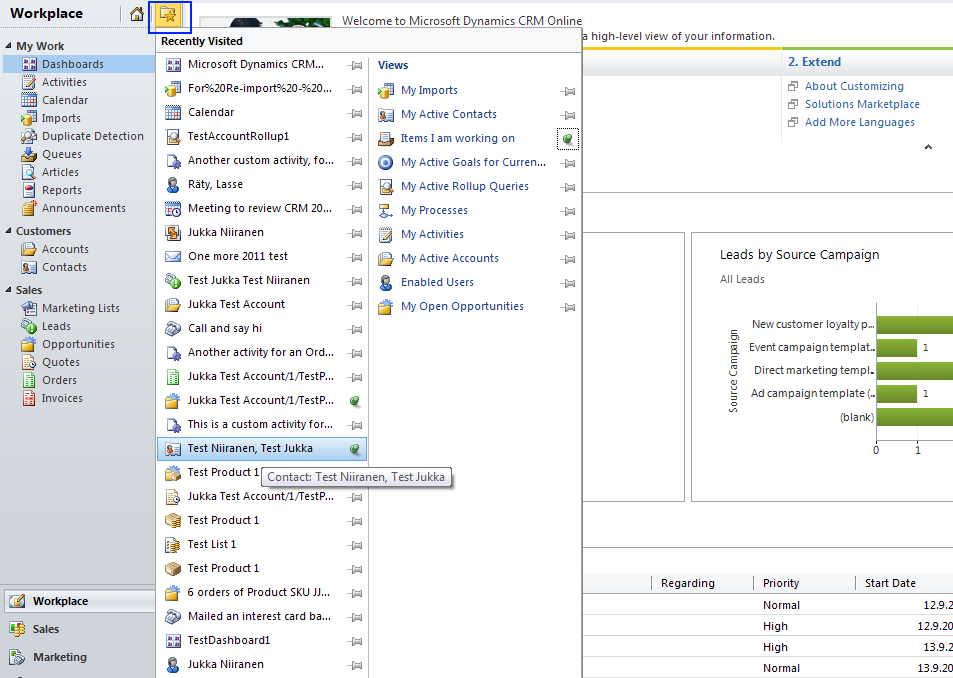 Workplace
Welcome to Microsoft Dynamics CRM Online
a high-level view of your information.
My Work
Dashboards
Activities
Calendar
Imports
Duplicate Detection
Queues
Articles
Reports
Announcements
Customers
Accounts
Contacts
Sales
Marketing Lists
Leads
Opportunities
Quotes
Orders
Invoices
Workplace
Sales
Marketing
Recently Visited
Microsoft Dynamics CRM...
For%20Re-import%20-%20...
Calendar
TestAccountRollup1
Another custom activity, fo...
Räty, Lasse
Meeting to review CRM 20...
Jukka Niiranen
One more 2011 test
Test Jukka Test Niiranen
Jukka Test Account
Call and say hi
Another activity for an Ord...
Jukka Test Account/1/TestP...
Jukka Test Account/1/TestP...
This is a custom activity for...
Test Niiranen, Test Jukka
Test Product 1
Contact: Test Niiranen, Test Jukka
Jukka Test Account/1/TestP...
Test Product 1
Test List 1
Test Product 1
6 orders of Product SKU JJ...
Mailed an interest card ba...
TestDashboard1
Jukka Niiranen
Views
My Imports
My Active Contacts
Items I am working on
My Active Goals for Curren...
My Active Rollup Queries
My Processes
My Activities
My Active Accounts
Enabled Users
My Open Opportunities
2. Extend
About Customizing
Solutions Marketplace
Add More Languages
Leads by Source Campaign
All Leads
Source Campaign
New customer loyalty p...
Event campaign templat... 1
Direct marketing templ...
Ad campaign template (... 1
(blank)
0 1
Regarding Priority Start Date
Normal 12.9.2
High 12.9.20
High 13.9.2
Normal 13.9.20